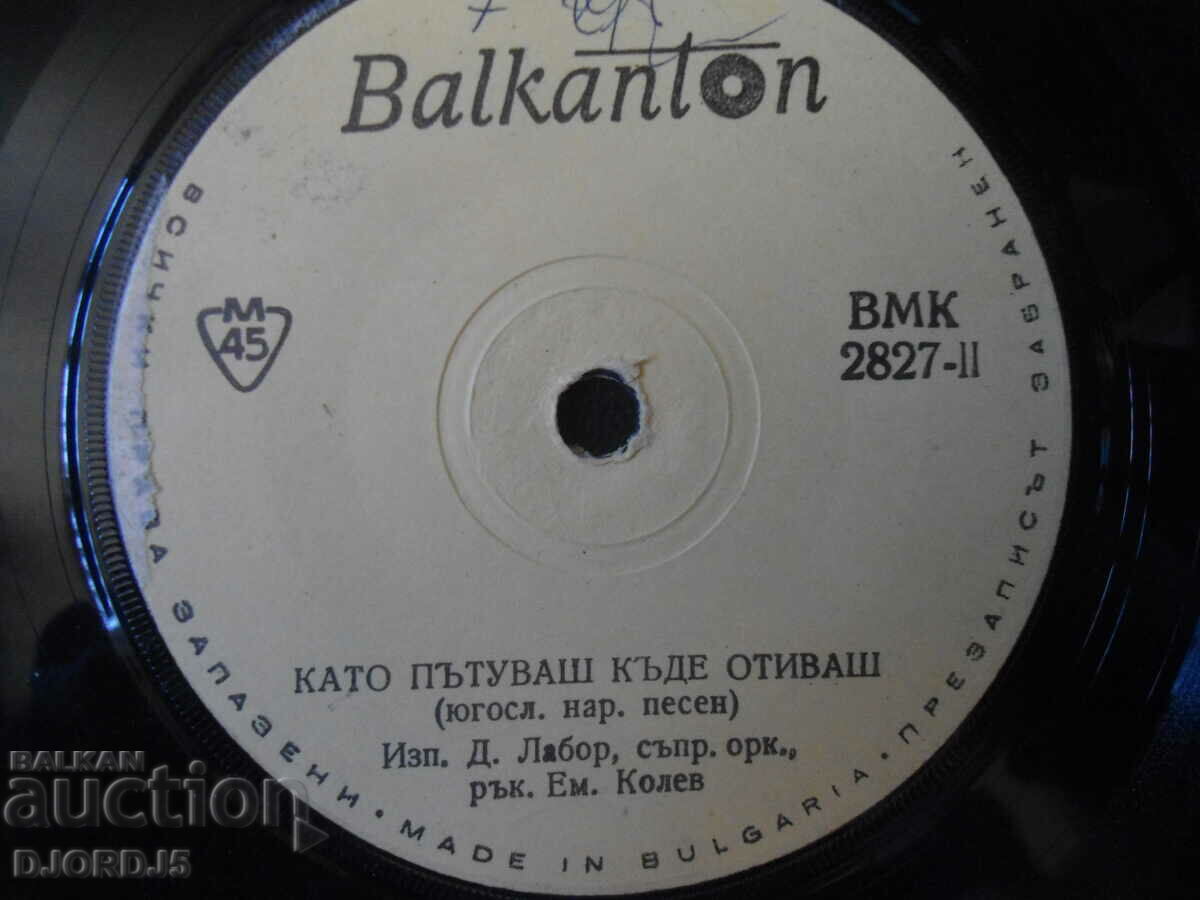 Balkanton
M
45
ВМК
2827-II
КАТО ПЪТУВАШ КЪДЕ ОТИВАШ
(югосл. нар. песен)
Изп. Д. Лабор, съпр. орк.,
рък. Ем. Колев
ВСИЧКИ ПРАВА ЗАПАЗЕНИ • MADE IN BULGARIA • ПРЕЗАПИСЪТ ЗАБРАНЕН
BALKAN
auction
DJORDJ5